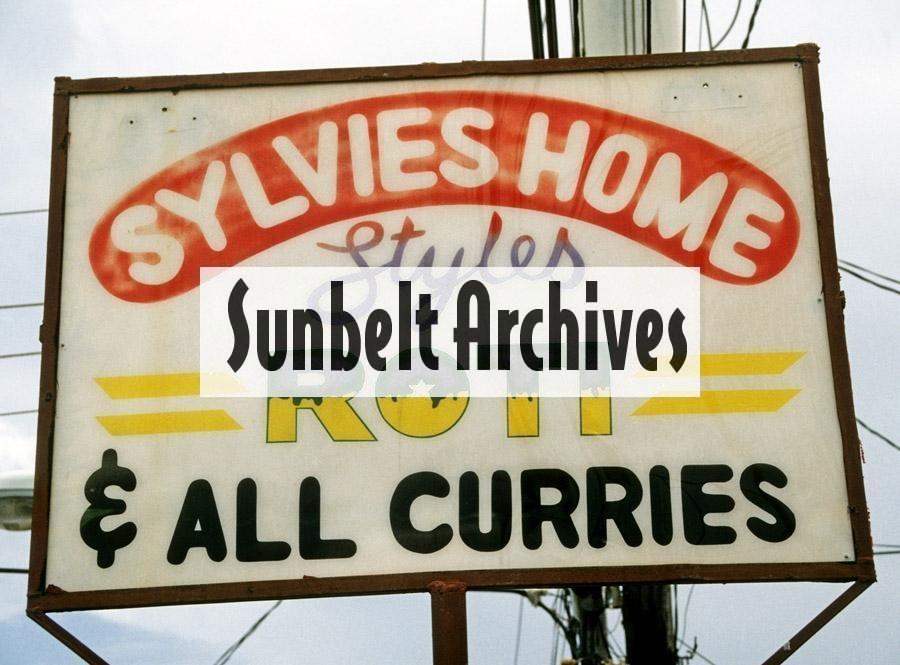 SYLVIES HOME
Styles
Sunbelt Archives
ROTI
& ALL CURRIES